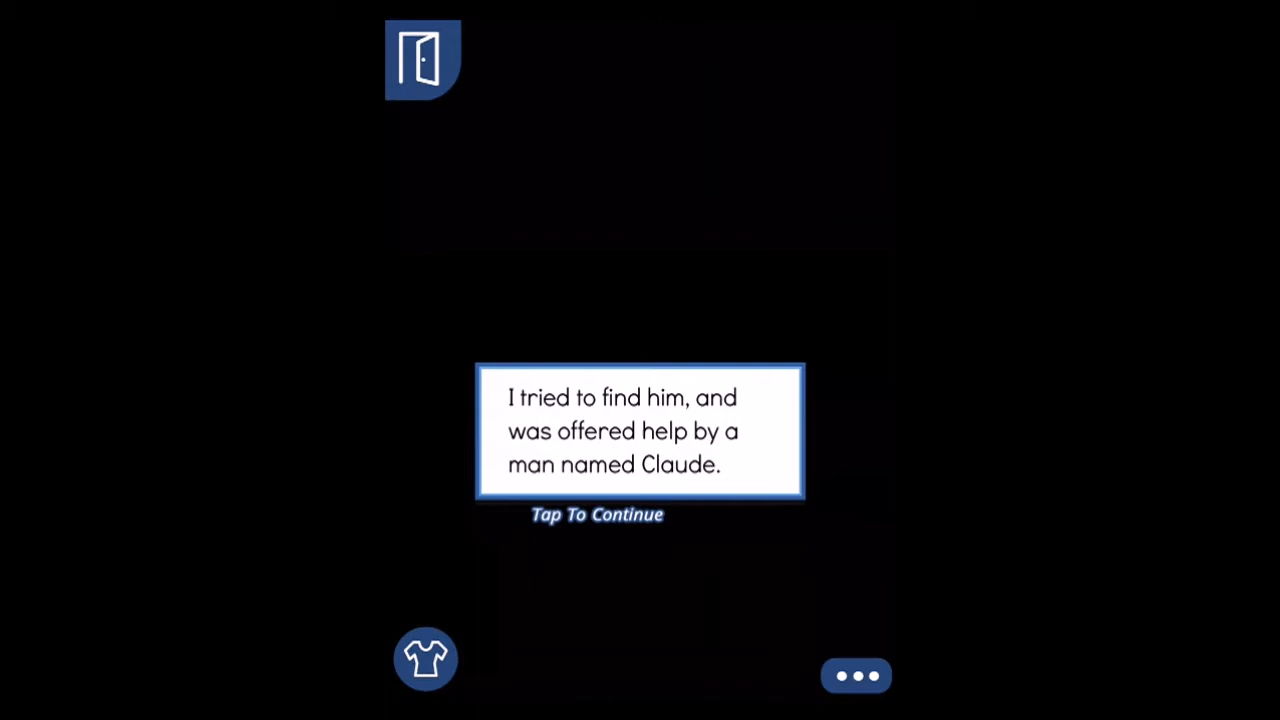 I tried to find him, and
was offered help by a
man named Claude.
Tap To Continue